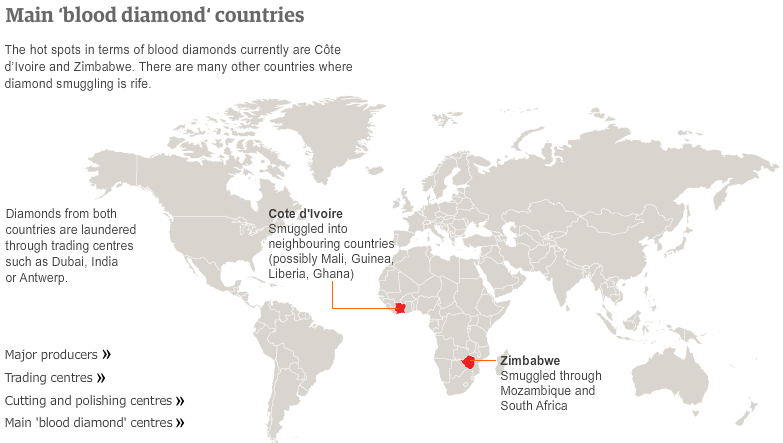 Main ‘blood diamond‘ countries
The hot spots in terms of blood diamonds currently are Côte
d’Ivoire and Zimbabwe. There are many other countries where
diamond smuggling is rife.
Diamonds from both
countries are laundered
through trading centres
such as Dubai, India
or Antwerp.
Cote d'Ivoire
Smuggled into
neighbouring countries
(possibly Mali, Guinea,
Liberia, Ghana)
Zimbabwe
Smuggled through
Mozambique and
South Africa
Major producers »
Trading centres »
Cutting and polishing centres »
Main 'blood diamond' centres »